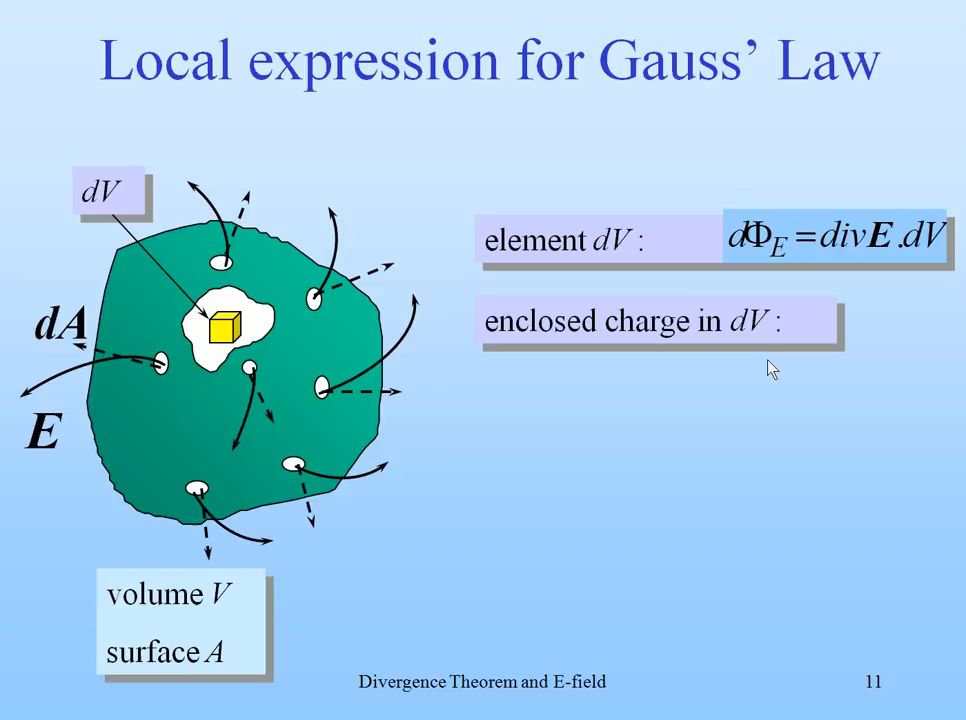 Local expression for Gauss’ Law
dV
element dV :
dΦ_E = divE.dV
enclosed charge in dV :
dA
E
volume V
surface A
Divergence Theorem and E-field
11